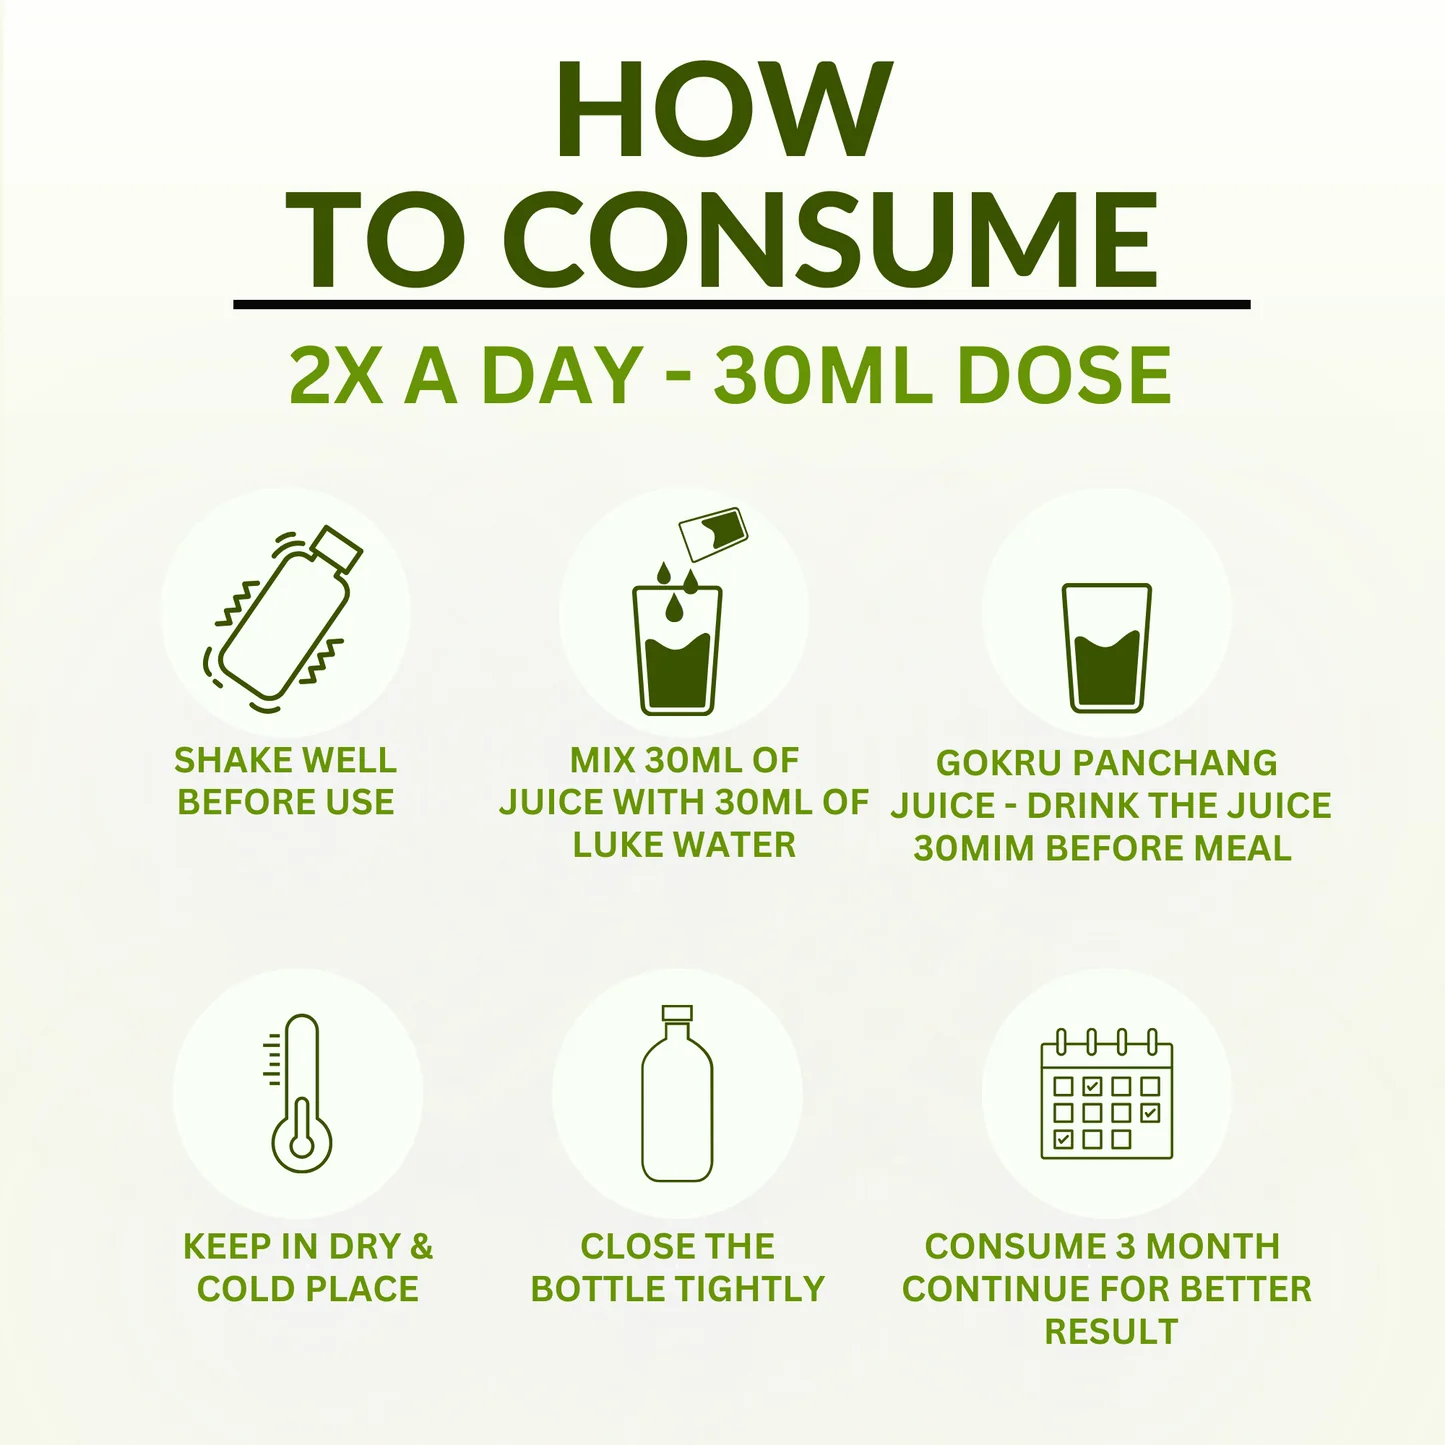 HOW
TO CONSUME
2X A DAY - 30ML DOSE
SHAKE WELL
BEFORE USE
MIX 30ML OF
JUICE WITH 30ML OF
LUKE WATER
GOKRU PANCHANG
JUICE - DRINK THE JUICE
30MIM BEFORE MEAL
KEEP IN DRY &
COLD PLACE
CLOSE THE
BOTTLE TIGHTLY
CONSUME 3 MONTH
CONTINUE FOR BETTER
RESULT